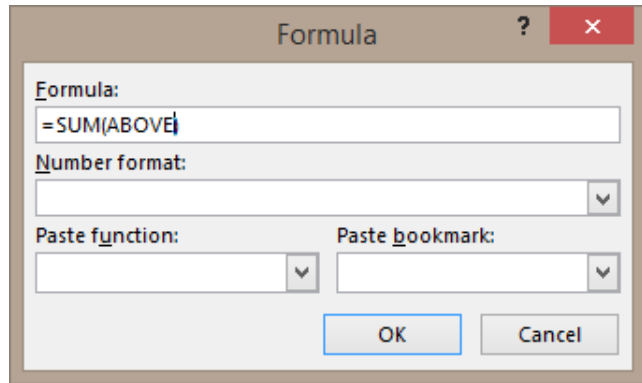 Formula ? ×
Formula:
=SUM(ABOVE)
Number format:
Paste function: Paste bookmark:
OK Cancel